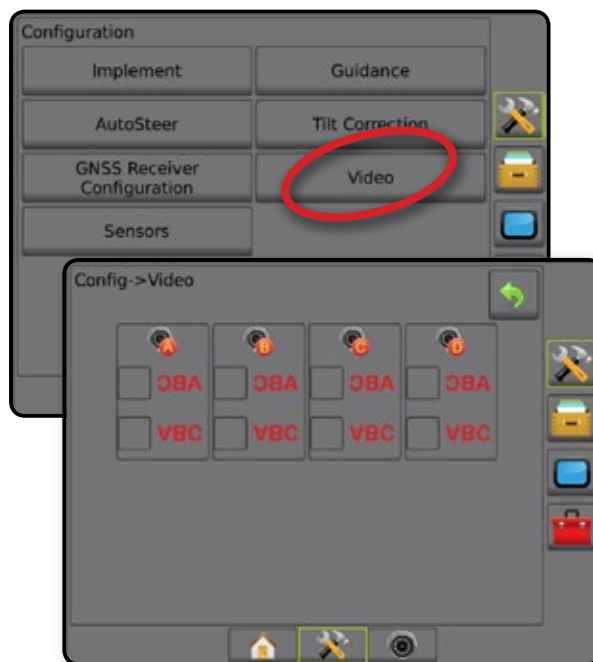 Configuration
Implement Guidance
AutoSteer Tilt Correction
GNSS Receiver Configuration Video
Sensors
Config->Video
A B C D
ABC ABC ABC ABC
ABC ABC ABC ABC